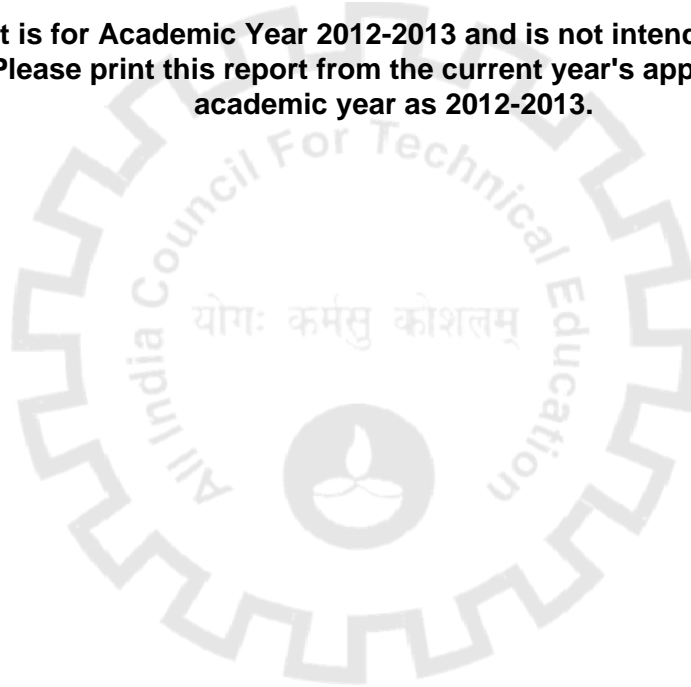 t is for Academic Year 2012-2013 and is not intend
Please print this report from the current year's app
academic year as 2012-2013.
All India Council For Technical Education
योगः कर्मसु कोशलम्